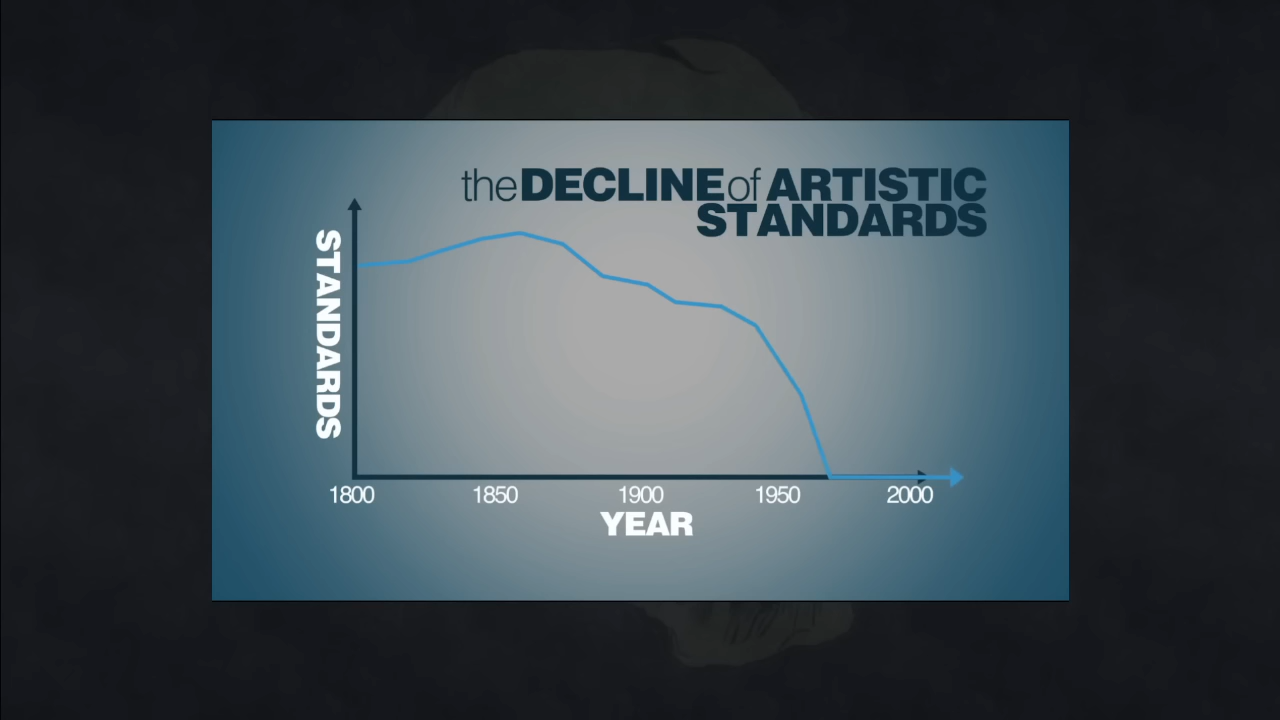 the DECLINE of ARTISTIC
STANDARDS
STANDARDS
1800 1850 1900 1950 2000
YEAR